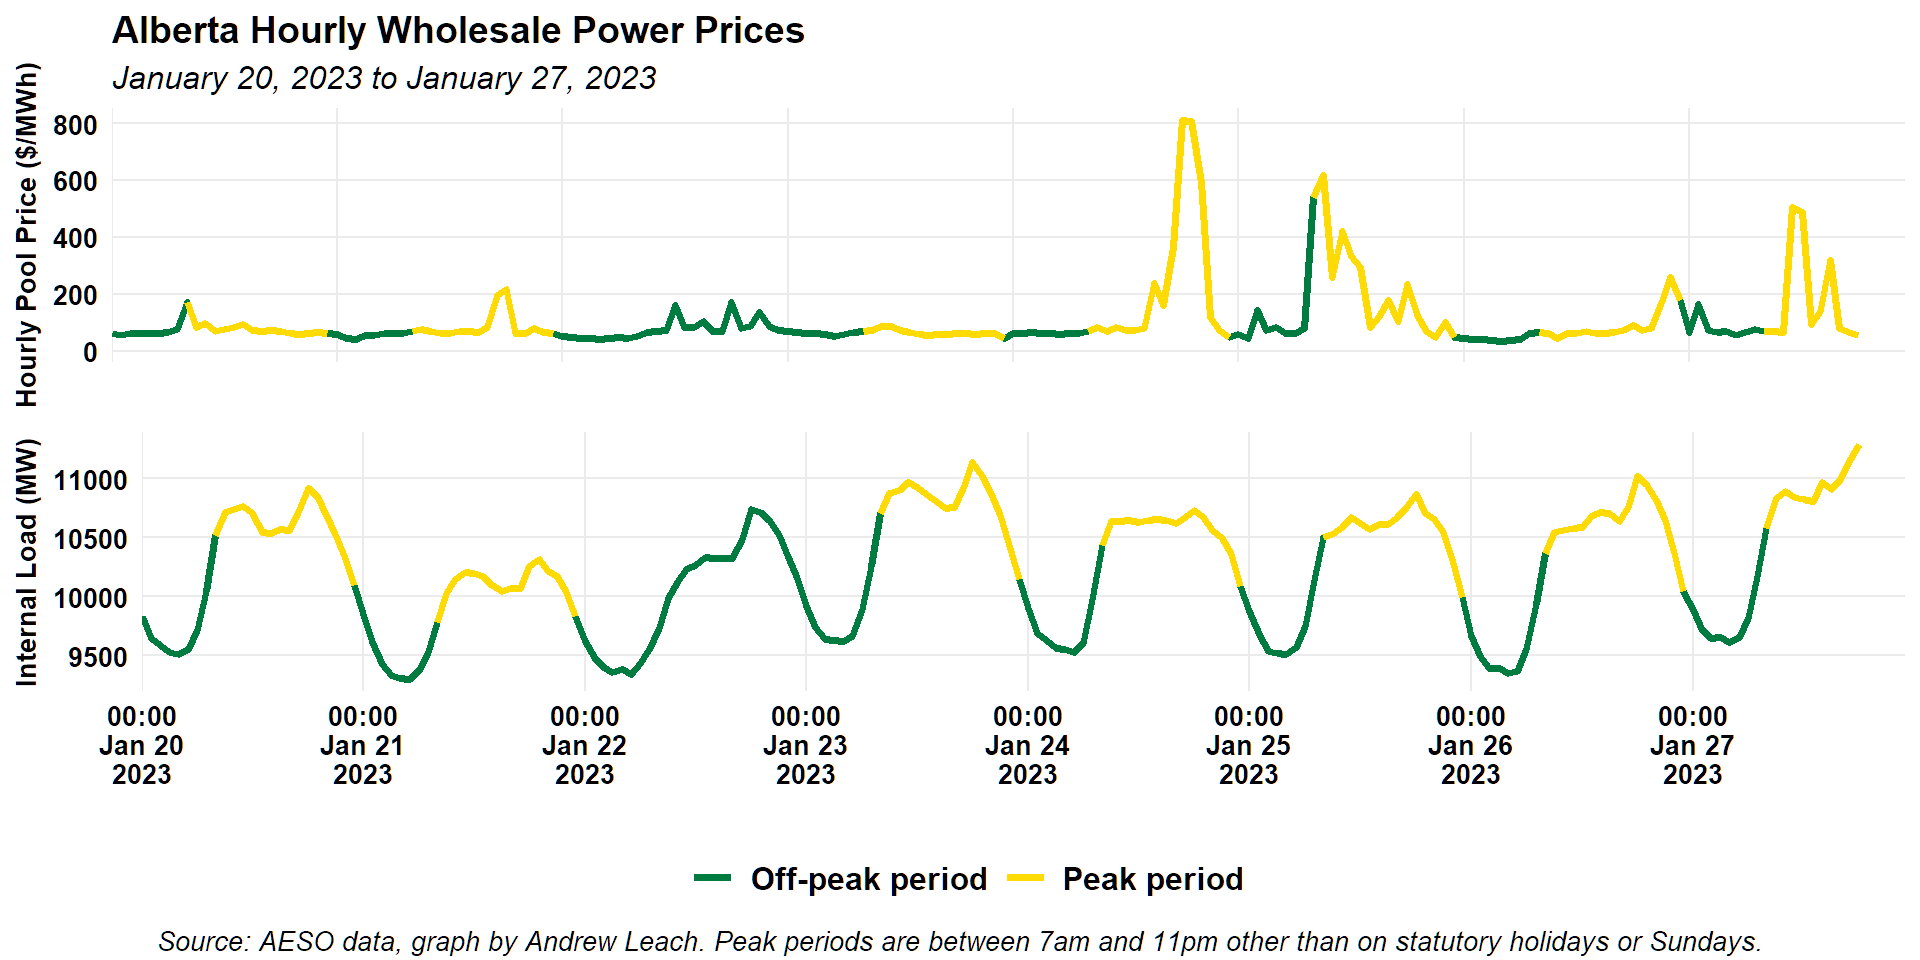 Alberta Hourly Wholesale Power Prices
January 20, 2023 to January 27, 2023
Hourly Pool Price ($/MWh)
800
600
400
200
0
Internal Load (MW)
11000
10500
10000
9500
00:00 00:00 00:00 00:00 00:00 00:00 00:00 00:00
Jan 20 Jan 21 Jan 22 Jan 23 Jan 24 Jan 25 Jan 26 Jan 27
2023 2023 2023 2023 2023 2023 2023 2023
Off-peak period Peak period
Source: AESO data, graph by Andrew Leach. Peak periods are between 7am and 11pm other than on statutory holidays or Sundays.